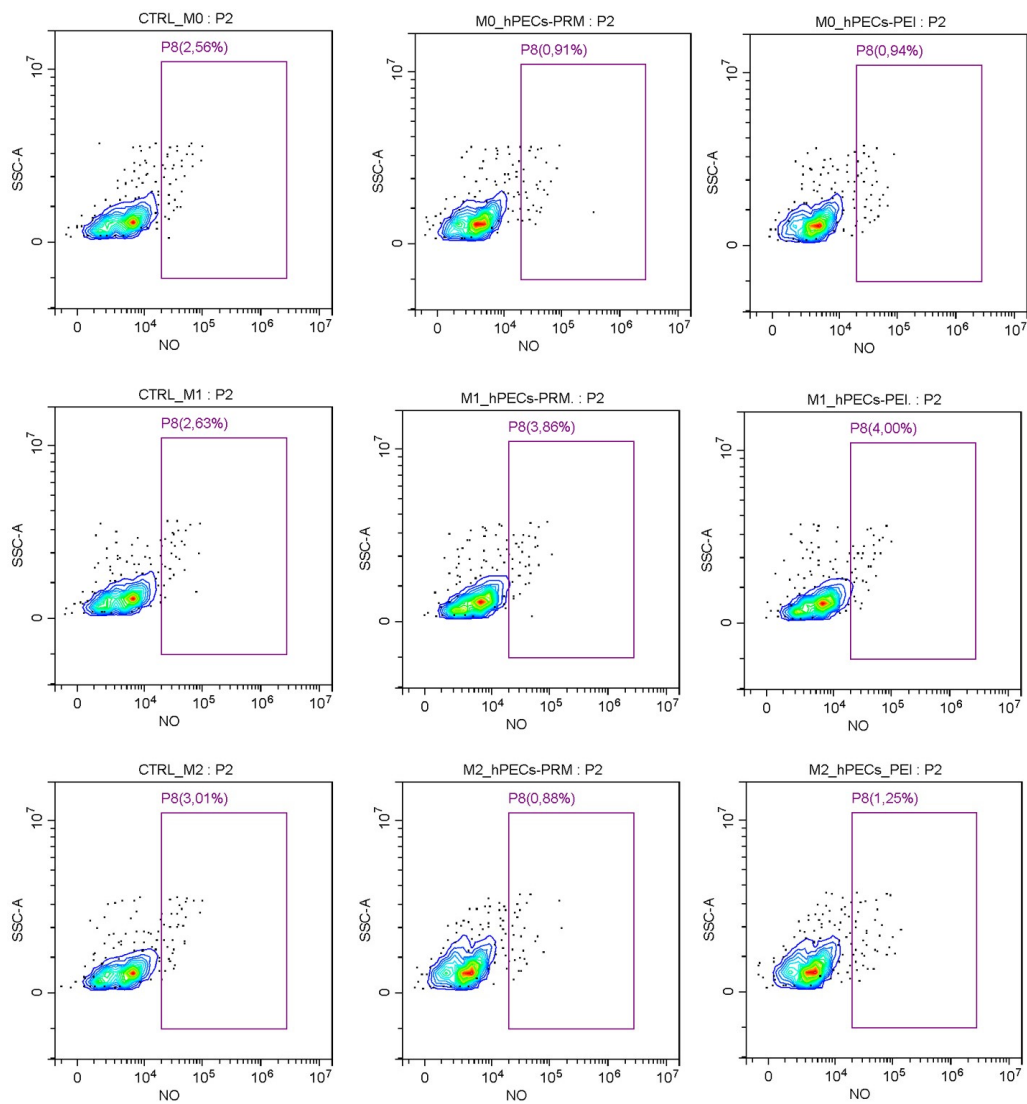 CTRL_M0 : P2
P8(2,56%)
10^7
SSC-A
0
0 10^4 10^5 10^6 10^7
NO
M0_hPECs-PRM : P2
P8(0,91%)
10^7
SSC-A
0
0 10^4 10^5 10^6 10^7
NO
M0_hPECs-PEI : P2
P8(0,94%)
10^7
SSC-A
0
0 10^4 10^5 10^6 10^7
NO
CTRL_M1 : P2
P8(2,63%)
10^7
SSC-A
0
0 10^4 10^5 10^6 10^7
NO
M1_hPECs-PRM. : P2
P8(3,86%)
10^7
SSC-A
0
0 10^4 10^5 10^6 10^7
NO
M1_hPECs-PEI. : P2
P8(4,00%)
10^7
SSC-A
0
0 10^4 10^5 10^6 10^7
NO
CTRL_M2 : P2
P8(3,01%)
10^7
SSC-A
0
0 10^4 10^5 10^6 10^7
NO
M2_hPECs-PRM : P2
P8(0,88%)
10^7
SSC-A
0
0 10^4 10^5 10^6 10^7
NO
M2_hPECs_PEI : P2
P8(1,25%)
10^7
SSC-A
0
0 10^4 10^5 10^6 10^7
NO